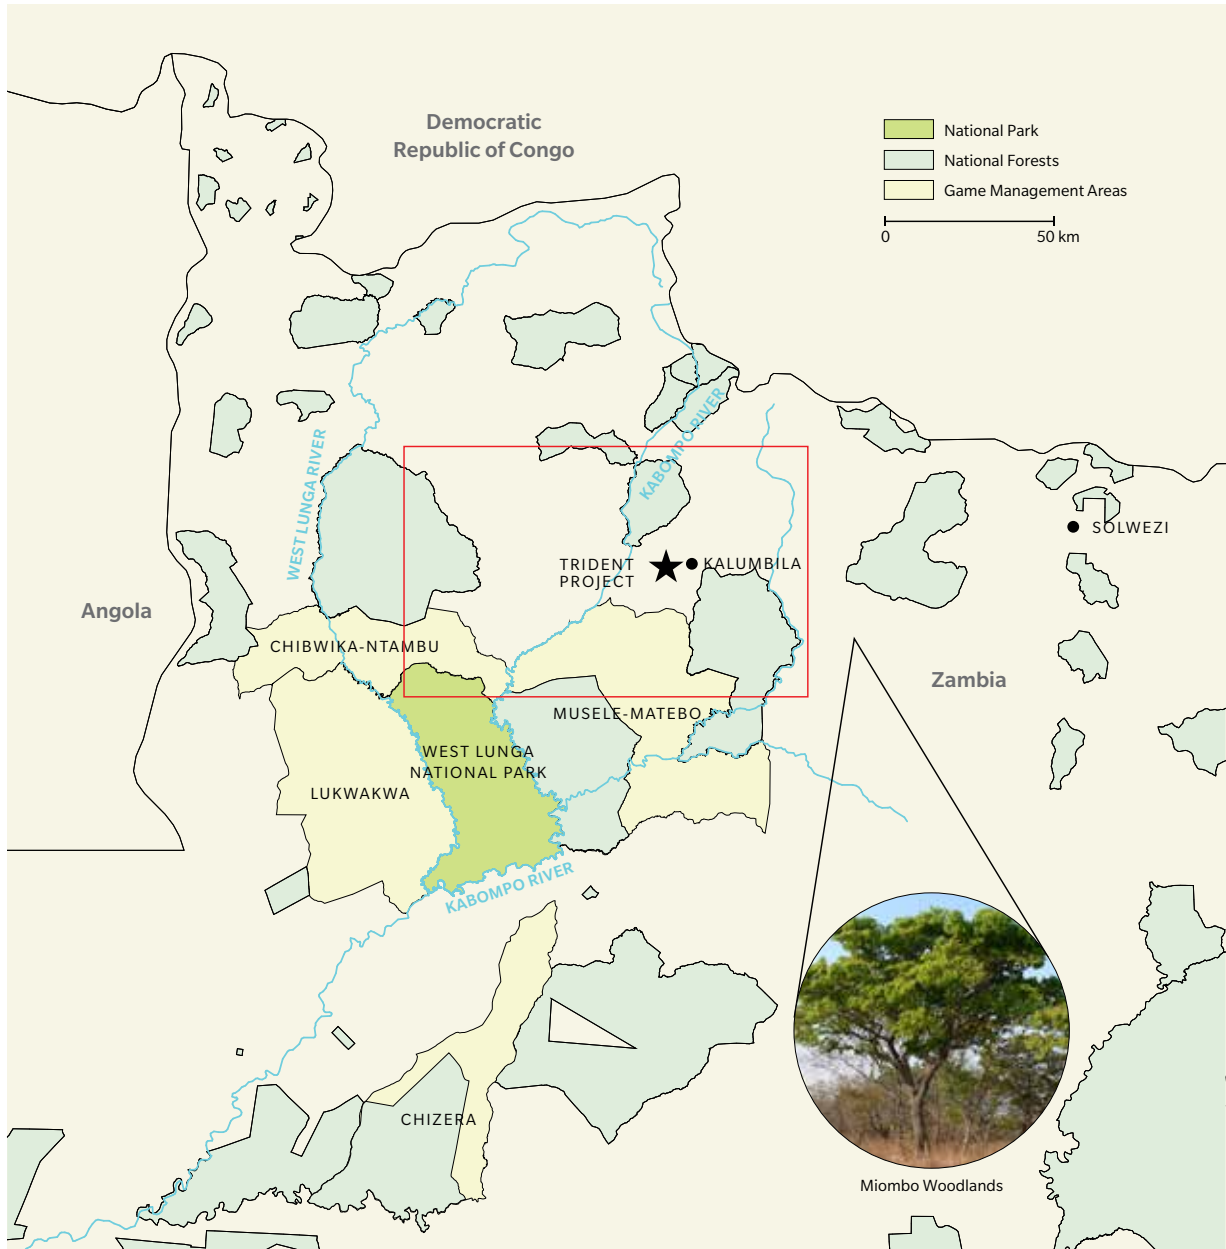 Democratic
Republic of Congo
National Park
National Forests
Game Management Areas
0
50 km
KABOMPO RIVER
WEST LUNGA RIVER
SOLWEZI
TRIDENT
PROJECT
KALUMBILA
Angola
CHIBWIKA-NTAMBU
Zambia
MUSELE-MATEBO
WEST LUNGA
NATIONAL PARK
LUKWAKWA
KABOMPO RIVER
CHIZERA
Miombo Woodlands